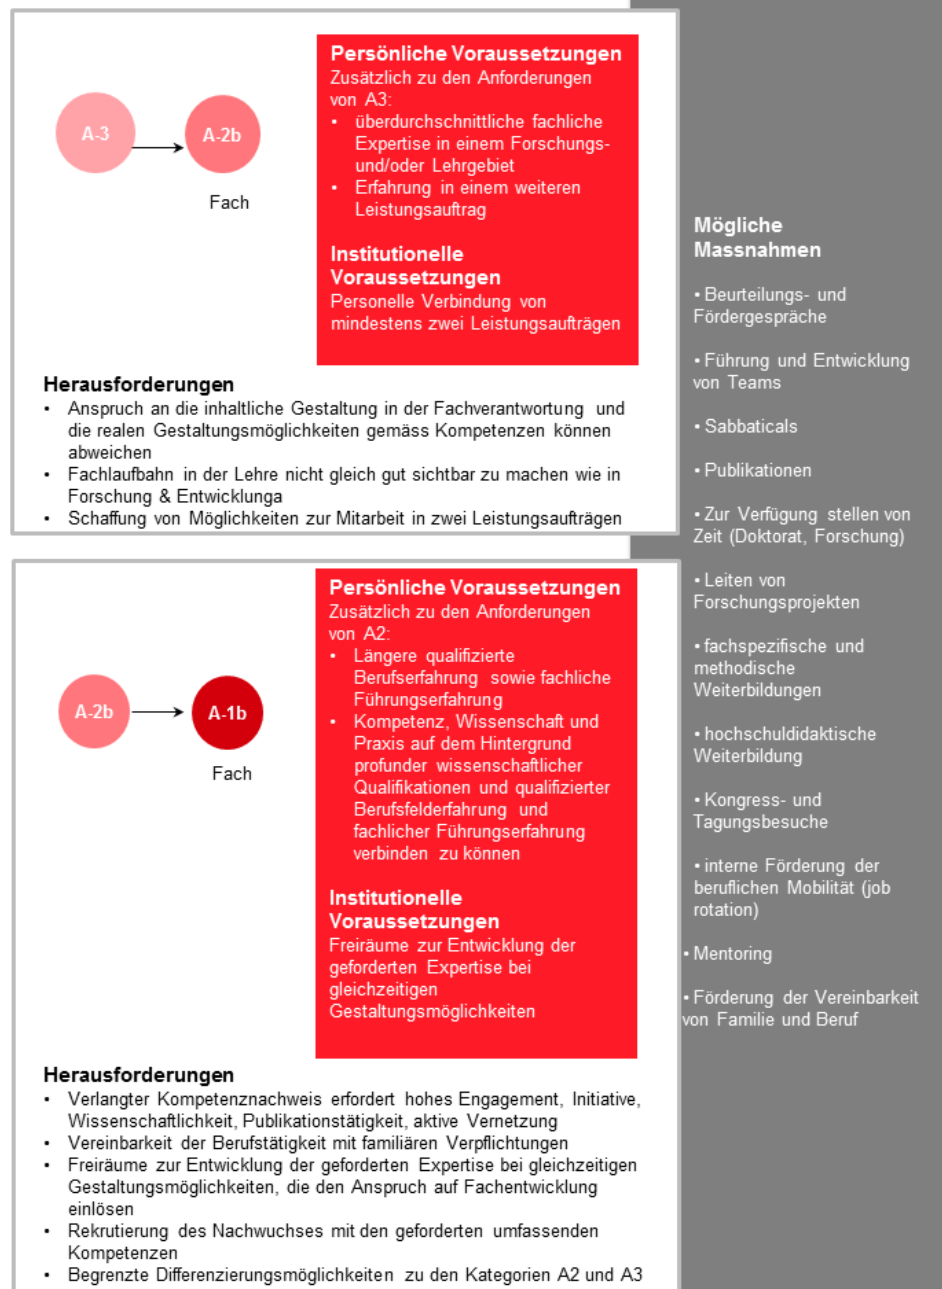 A-3
A-2b
Fach
Persönliche Voraussetzungen
Zusätzlich zu den Anforderungen
von A3:
• überdurchschnittliche fachliche
Expertise in einem Forschungs-
und/oder Lehrgebiet
• Erfahrung in einem weiteren
Leistungsauftrag
Institutionelle
Voraussetzungen
Personelle Verbindung von
mindestens zwei Leistungsaufträgen
Herausforderungen
• Anspruch an die inhaltliche Gestaltung in der Fachverantwortung und
die realen Gestaltungsmöglichkeiten gemäss Kompetenzen können
abweichen
• Fachlaufbahn in der Lehre nicht gleich gut sichtbar zu machen wie in
Forschung & Entwicklunga
• Schaffung von Möglichkeiten zur Mitarbeit in zwei Leistungsaufträgen
A-2b
A-1b
Fach
Persönliche Voraussetzungen
Zusätzlich zu den Anforderungen
von A2:
• Längere qualifizierte
Berufserfahrung sowie fachliche
Führungserfahrung
• Kompetenz, Wissenschaft und
Praxis auf dem Hintergrund
profunder wissenschaftlicher
Qualifikationen und qualifizierter
Berufsfelderfahrung und
fachlicher Führungserfahrung
verbinden zu können
Institutionelle
Voraussetzungen
Freiräume zur Entwicklung der
geforderten Expertise bei
gleichzeitigen
Gestaltungsmöglichkeiten
Herausforderungen
• Verlangter Kompetenznachweis erfordert hohes Engagement, Initiative,
Wissenschaftlichkeit, Publikationstätigkeit, aktive Vernetzung
• Vereinbarkeit der Berufstätigkeit mit familiären Verpflichtungen
• Freiräume zur Entwicklung der geforderten Expertise bei gleichzeitigen
Gestaltungsmöglichkeiten, die den Anspruch auf Fachentwicklung
einlösen
• Rekrutierung des Nachwuchses mit den geforderten umfassenden
Kompetenzen
• Begrenzte Differenzierungsmöglichkeiten zu den Kategorien A2 und A3
Mögliche
Massnahmen
• Beurteilungs- und
Fördergespräche
• Führung und Entwicklung
von Teams
• Sabbaticals
• Publikationen
• Zur Verfügung stellen von
Zeit (Doktorat, Forschung)
• Leiten von
Forschungsprojekten
• fachspezifische und
methodische
Weiterbildungen
• hochschuldidaktische
Weiterbildung
• Kongress- und
Tagungsbesuche
• interne Förderung der
beruflichen Mobilität (job
rotation)
• Mentoring
• Förderung der Vereinbarkeit
von Familie und Beruf